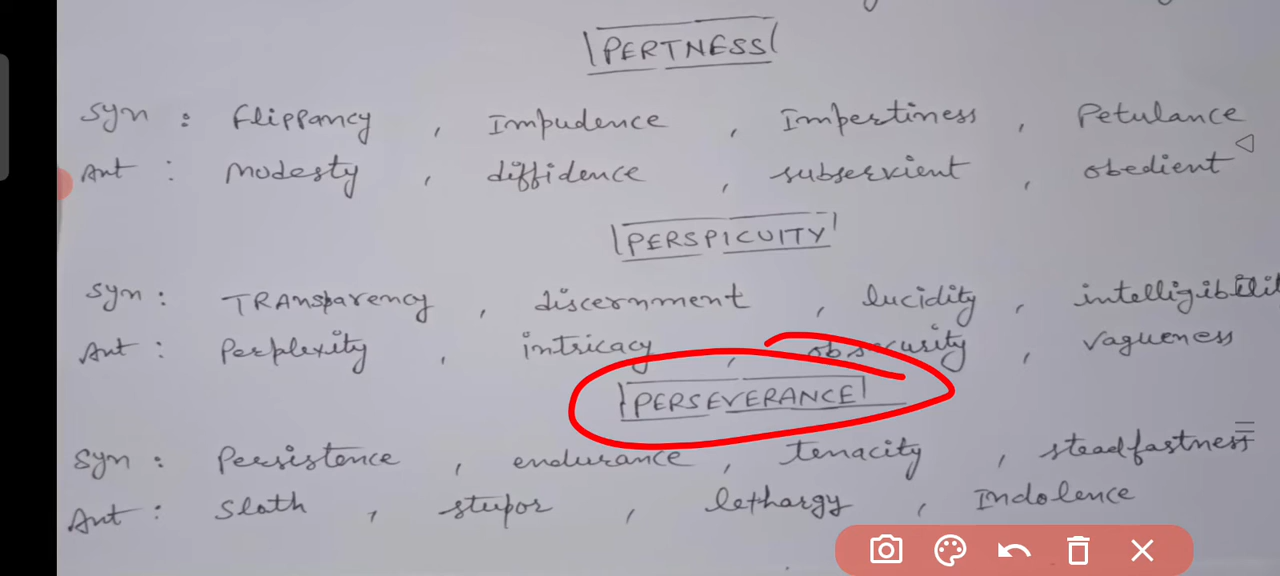 PERTNESS
Syn : Flippancy , Impudence , Impertiness , Petulance
Ant : Modesty , diffidence , subservient , obedient
PERSPICUITY
Syn : TRAnsparency , discernment , lucidity , intelligibilit
Ant : Perplexity , intricacy , obscurity , vagueness
PERSEVERANCE
Syn : Persistence , endurance , tenacity , steadfastness
Ant : Sloth , stupor , lethargy , Indolence